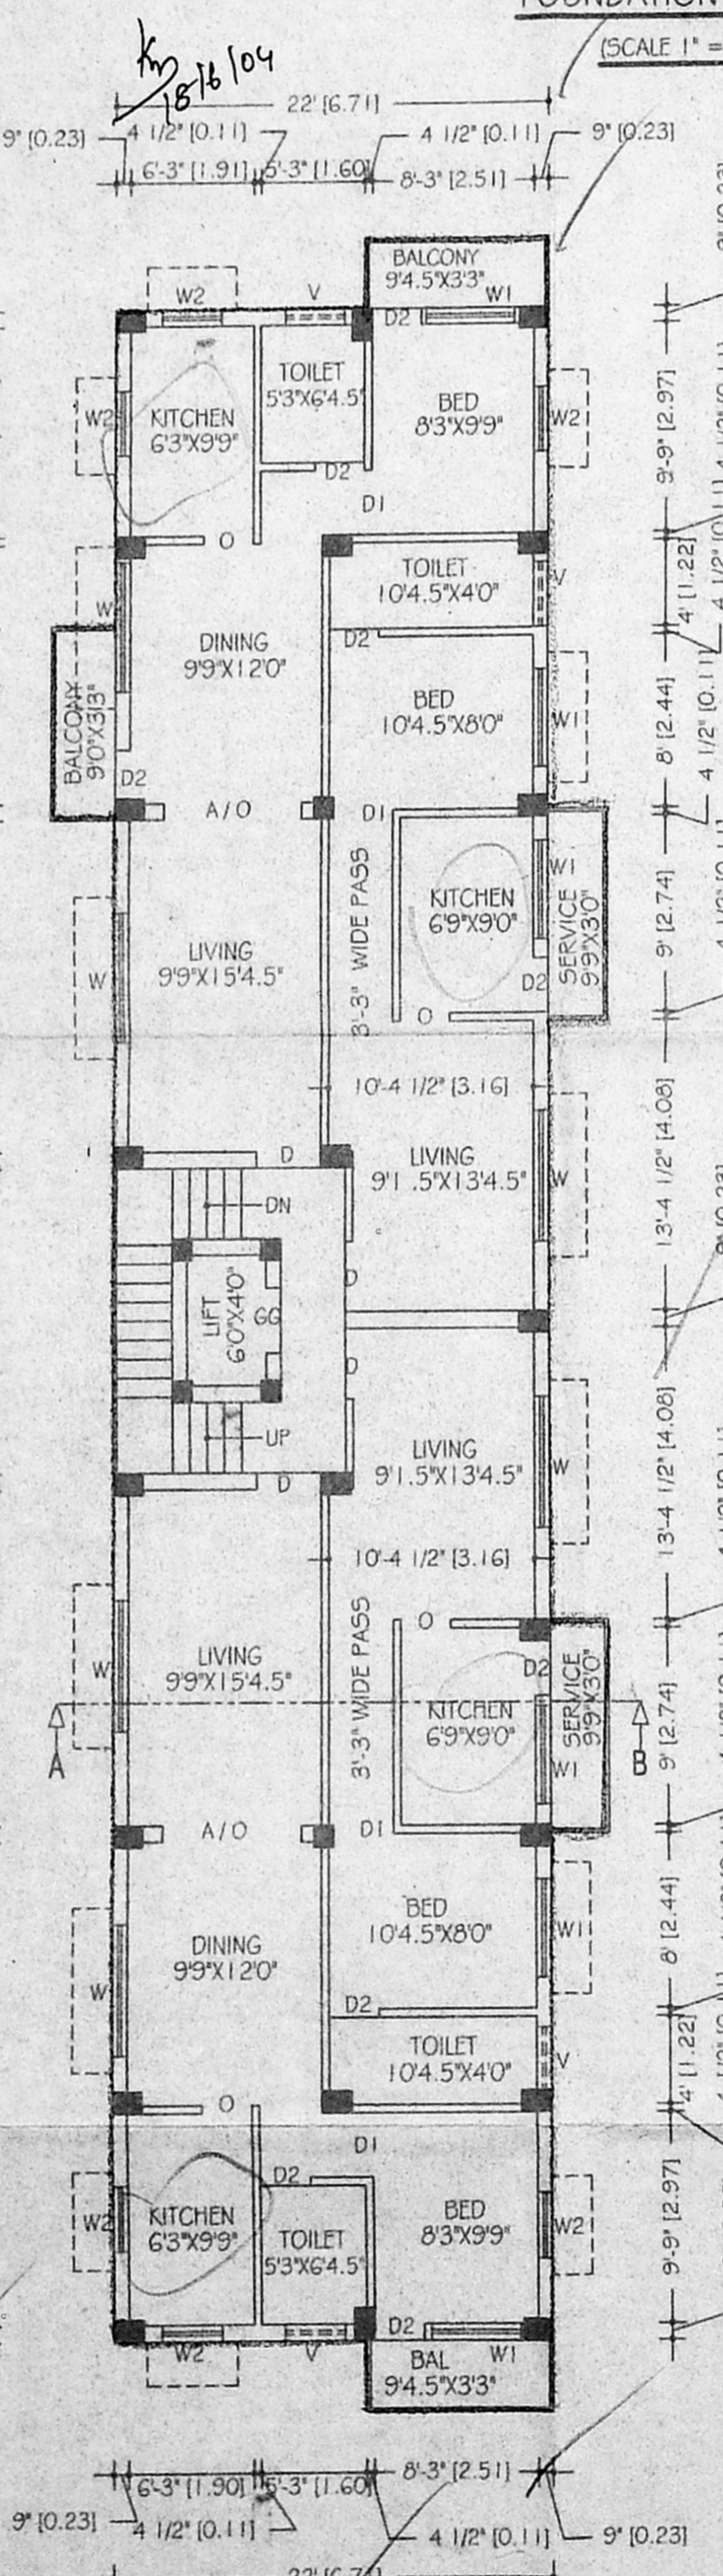 (SCALE 1" =
18/6/04
22' [6.71]
9" [0.23]
4 1/2" [0.11]
4 1/2" [0.11]
9" [0.23]
6'-3" [1.91]
5'-3" [1.60]
8'-3" [2.51]
BALCONY
9'4.5"X3'3"
W2
V
D2
W1
TOILET
5'3"X6'4.5"
BED
8'3"X9'9"
KITCHEN
6'3"X9'9"
W2
W2
9'-9" [2.97]
D2
D1
O
TOILET
10'4.5"X4'0"
V
4' [1.22]
W
DINING
9'9"X12'0"
D2
BED
10'4.5"X8'0"
W1
8' [2.44]
4 1/2" [0.11]
BALCONY
9'0"X3'3"
D2
A/O
D1
3'-3" WIDE PASS
KITCHEN
6'9"X9'0"
W1
SERVICE
9'9"X3'0"
9' [2.74]
LIVING
9'9"X15'4.5"
W
D2
O
10'-4 1/2" [3.16]
LIVING
9'1.5"X13'4.5"
W
13'-4 1/2" [4.08]
D
DN
D
LIFT
6'0"X4'0"
GG
D
UP
D
LIVING
9'1.5"X13'4.5"
W
13'-4 1/2" [4.08]
10'-4 1/2" [3.16]
O
LIVING
9'9"X15'4.5"
W
3'-3" WIDE PASS
D2
KITCHEN
6'9"X9'0"
W1
SERVICE
9'9"X3'0"
9' [2.74]
A
B
A/O
D1
BED
10'4.5"X8'0"
W1
8' [2.44]
DINING
9'9"X12'0"
W
D2
TOILET
10'4.5"X4'0"
V
4' [1.22]
O
D1
D2
KITCHEN
6'3"X9'9"
W2
TOILET
5'3"X6'4.5"
BED
8'3"X9'9"
W2
9'-9" [2.97]
W2
V
D2
W1
BAL
9'4.5"X3'3"
6'-3" [1.90]
5'-3" [1.60]
8'-3" [2.51]
9" [0.23]
4 1/2" [0.11]
4 1/2" [0.11]
9" [0.23]